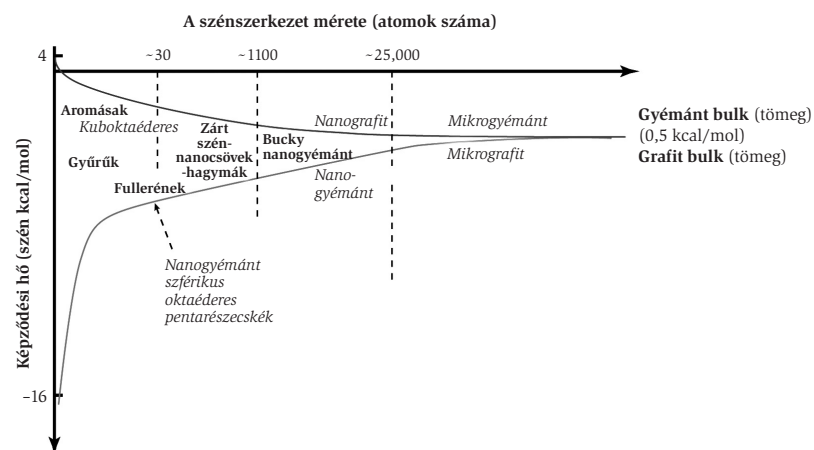 A szénszerkezet mérete (atomok száma)
4
~30
~1100
~25,000
Aromásak
Kuboktaéderes
Zárt
szén-
nanocsövek
-hagymák
Nanografit
Mikrogyémánt
Gyémánt bulk (tömeg)
(0,5 kcal/mol)
Grafit bulk (tömeg)
Gyűrűk
Bucky
nanogyémánt
Mikrografit
Fullerének
Nano-
gyémánt
Nanogyémánt
szférikus
oktaéderes
pentarészecskék
Képződési hő (szén kcal/mol)
–16